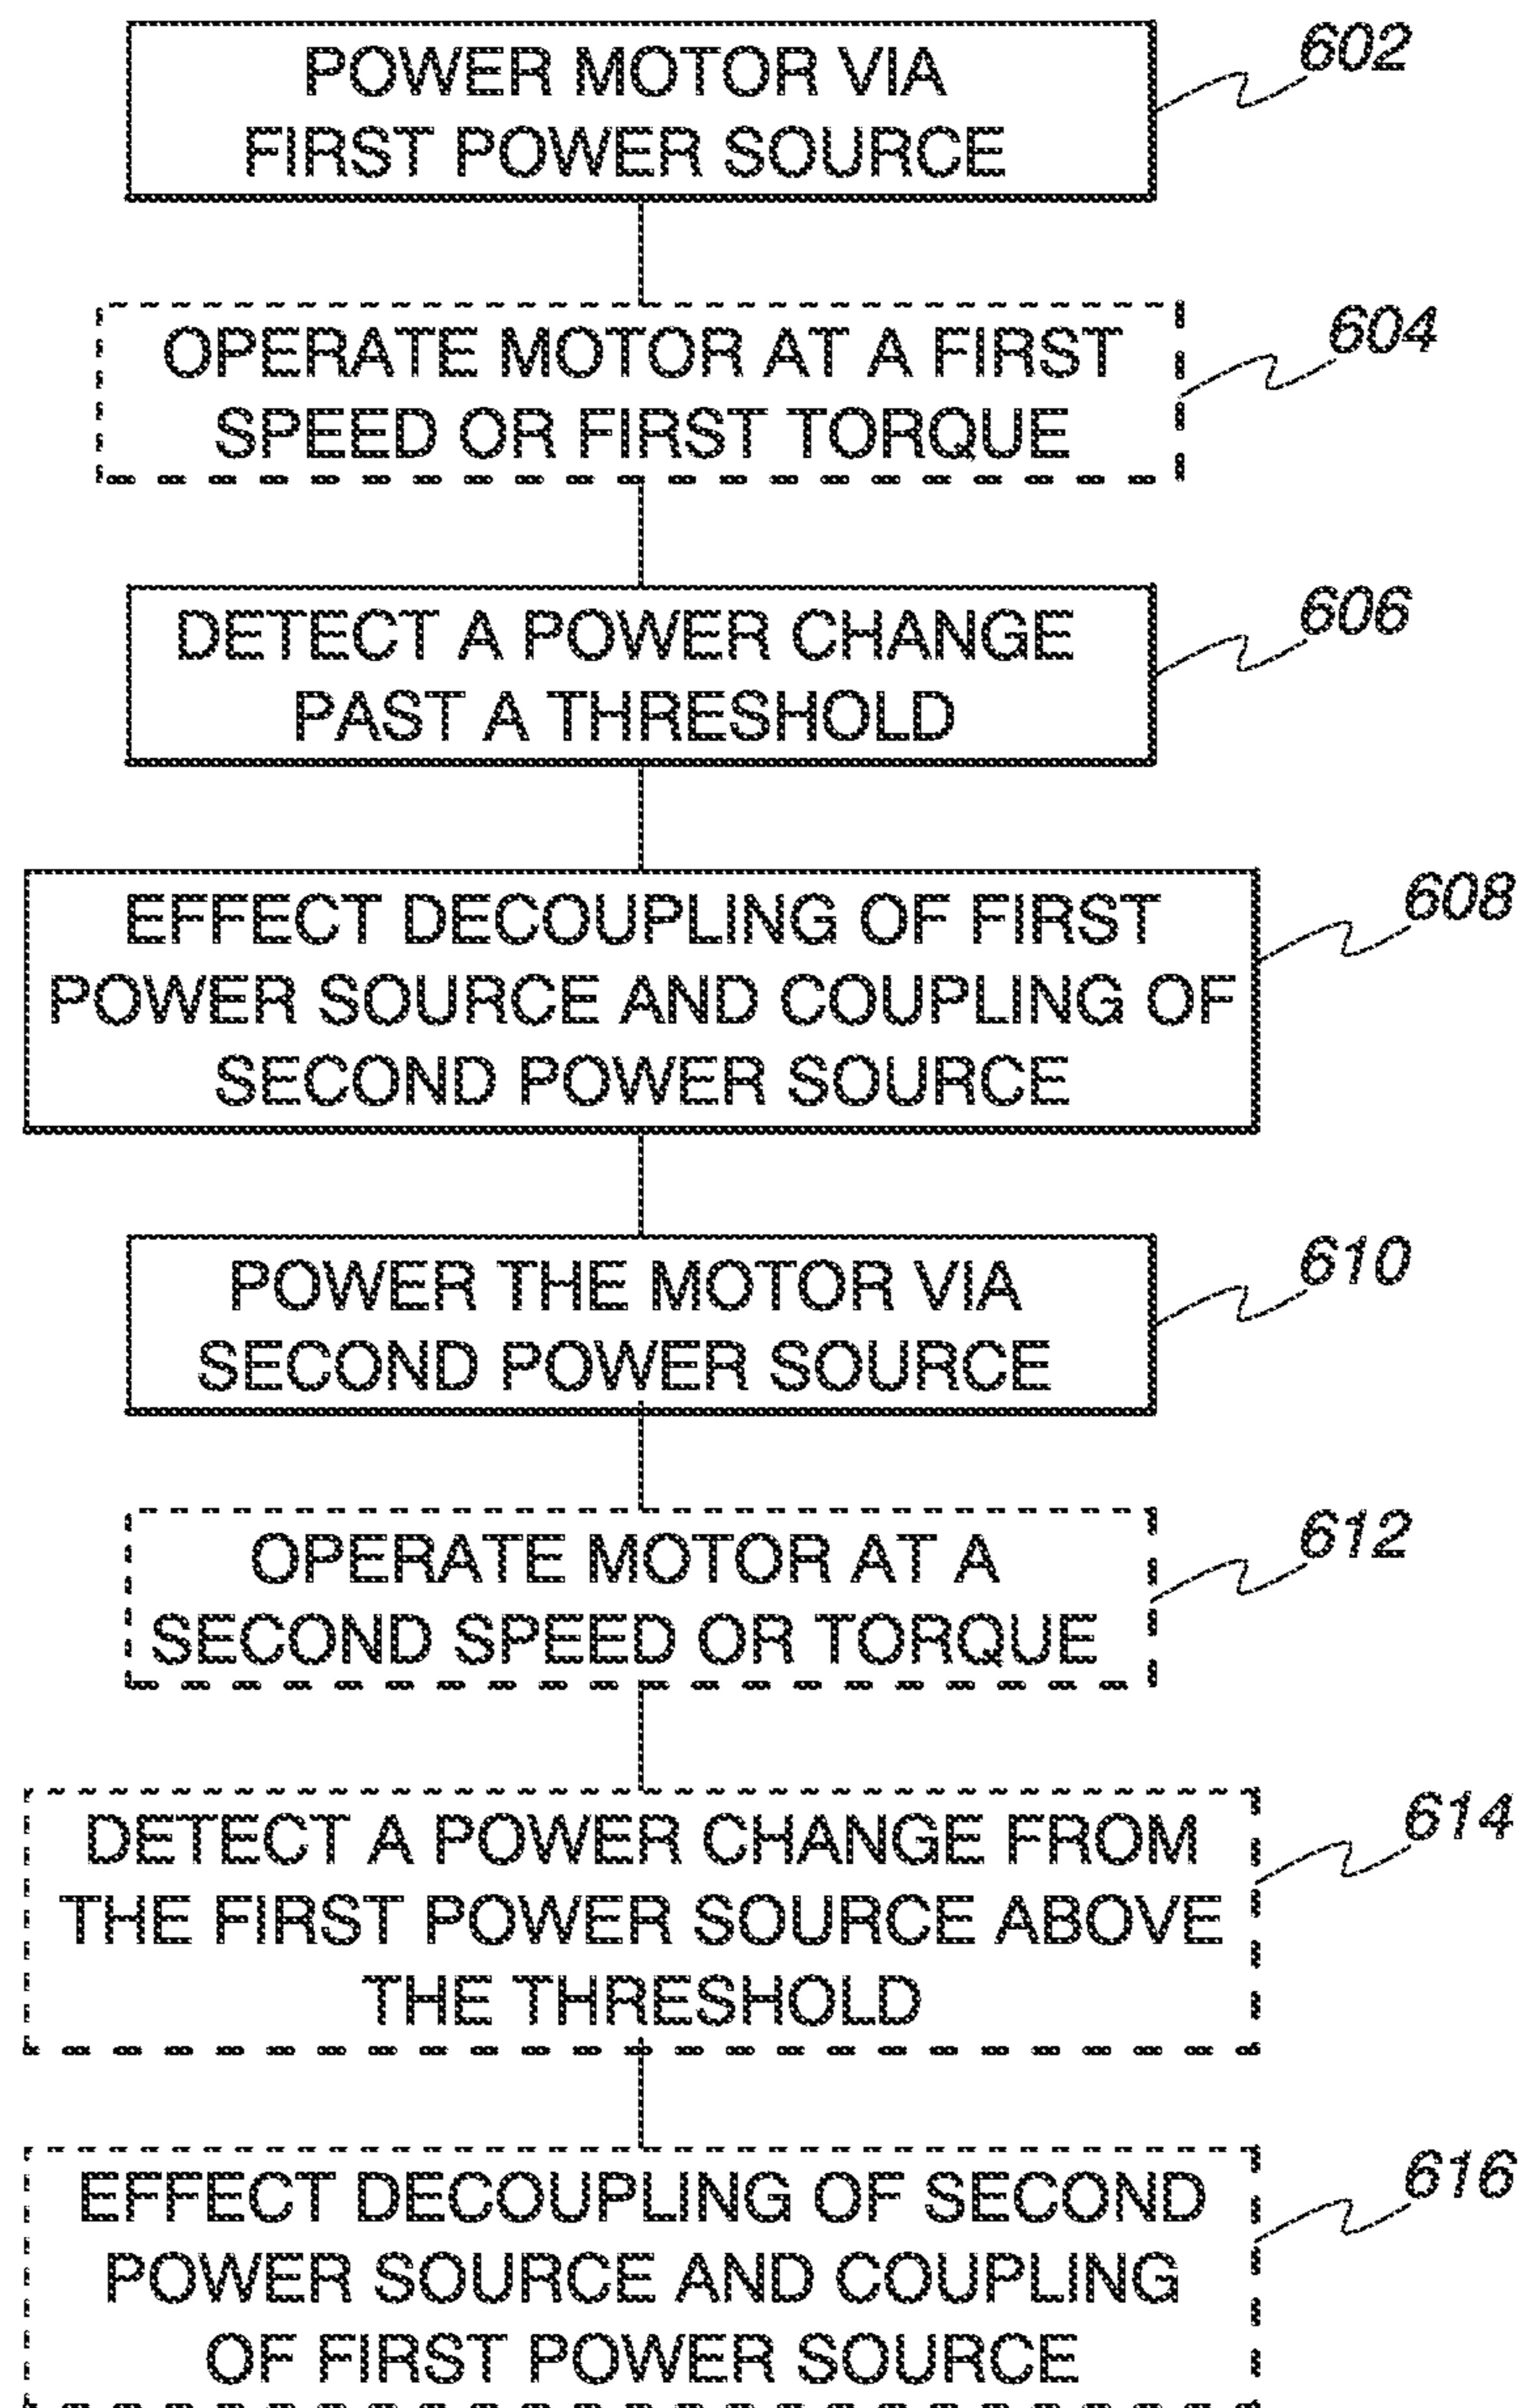 POWER MOTOR VIA
FIRST POWER SOURCE
602
OPERATE MOTOR AT A FIRST
SPEED OR FIRST TORQUE
604
DETECT A POWER CHANGE
PAST A THRESHOLD
606
EFFECT DECOUPLING OF FIRST
POWER SOURCE AND COUPLING OF
SECOND POWER SOURCE
608
POWER THE MOTOR VIA
SECOND POWER SOURCE
610
OPERATE MOTOR AT A
SECOND SPEED OR TORQUE
612
DETECT A POWER CHANGE FROM
THE FIRST POWER SOURCE ABOVE
THE THRESHOLD
614
EFFECT DECOUPLING OF SECOND
POWER SOURCE AND COUPLING
OF FIRST POWER SOURCE
616